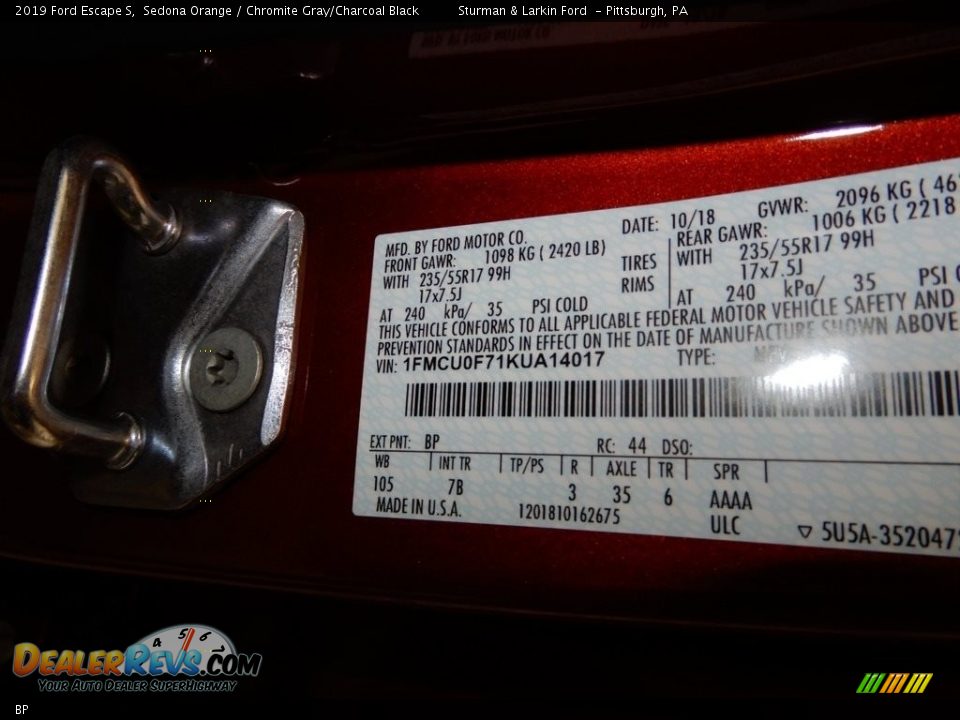 2019 Ford Escape S, Sedona Orange / Chromite Gray/Charcoal Black Sturman & Larkin Ford - Pittsburgh, PA
MFD. BY FORD MOTOR CO. DATE: 10/18 GVWR: 2096 KG ( 46
FRONT GAWR: 1098 KG ( 2420 LB) REAR GAWR: 1006 KG ( 2218
WITH 235/55R17 99H TIRES WITH 235/55R17 99H
17x7.5J RIMS 17x7.5J
AT 240 kPa/ 35 PSI COLD AT 240 kPa/ 35 PSI
THIS VEHICLE CONFORMS TO ALL APPLICABLE FEDERAL MOTOR VEHICLE SAFETY AND
PREVENTION STANDARDS IN EFFECT ON THE DATE OF MANUFACTURE SHOWN ABOVE
VIN: 1FMCU0F71KUA14017 TYPE:
EXT PNT: BP RC: 44 DSO:
WB INT TR TP/PS R AXLE TR SPR
105 7B 3 35 6 AAAA
MADE IN U.S.A. 1201810162675 ULC ▽ 5U5A-352047
4 5 6
DealerRevs.com
Your Auto Dealer SuperHighway
BP